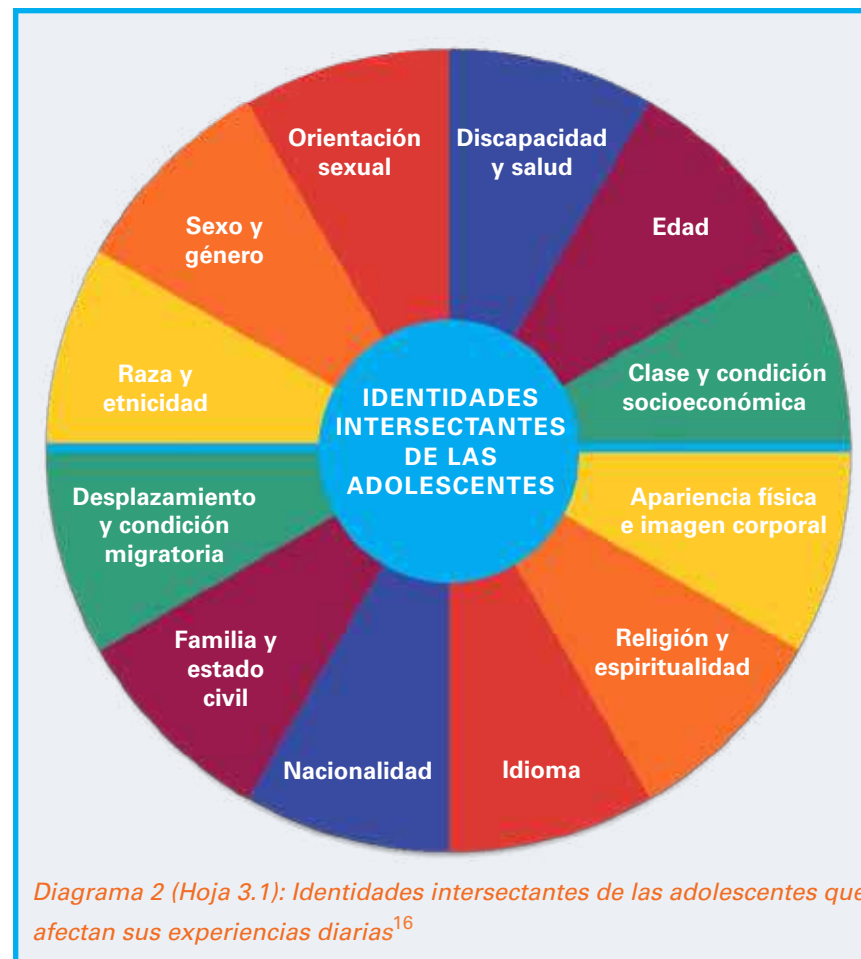 Orientación
sexual
Discapacidad
y salud
Edad
Clase y condición
socioeconómica
Apariencia física
e imagen corporal
Religión y
espiritualidad
Idioma
Nacionalidad
Familia y
estado
civil
Desplazamiento
y condición
migratoria
Raza y
etnicidad
Sexo y
género
IDENTIDADES
INTERSECTANTES
DE LAS
ADOLESCENTES
Diagrama 2 (Hoja 3.1): Identidades intersectantes de las adolescentes que
afectan sus experiencias diarias16